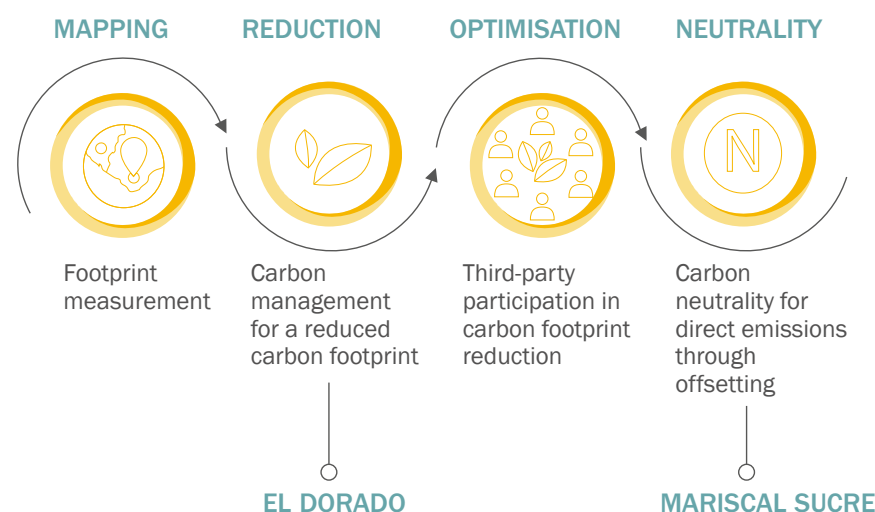 MAPPING
REDUCTION
OPTIMISATION
NEUTRALITY
N
Footprint
measurement
Carbon
management
for a reduced
carbon footprint
Third-party
participation in
carbon footprint
reduction
Carbon
neutrality for
direct emissions
through
offsetting
EL DORADO
MARISCAL SUCRE